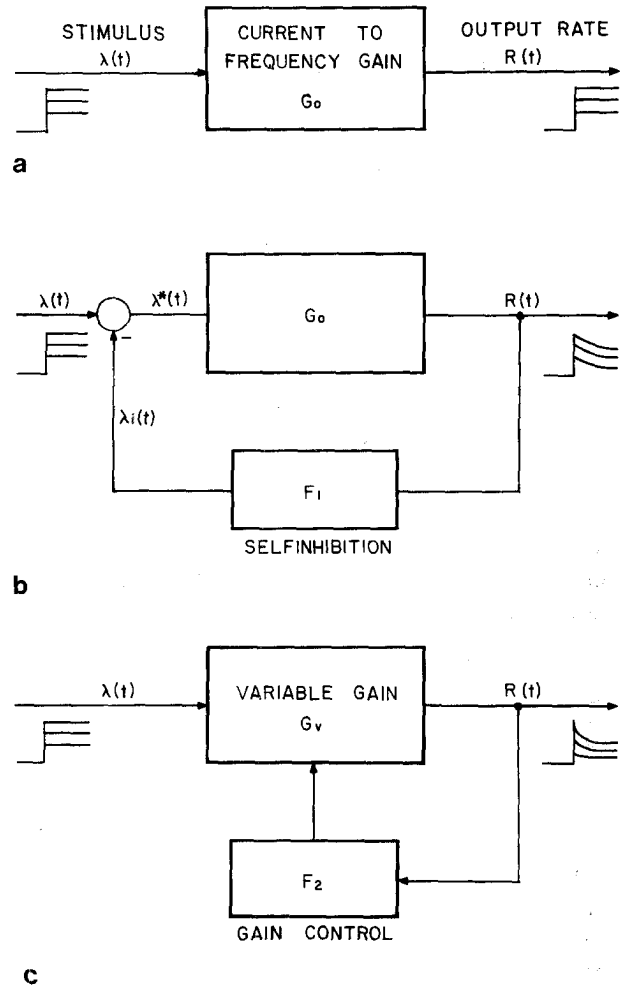 STIMULUS
λ(t)
CURRENT TO
FREQUENCY GAIN
G₀
OUTPUT RATE
R(t)
a
λ(t)
λ*(t)
G₀
R(t)
−
λi(t)
F₁
SELFINHIBITION
b
λ(t)
VARIABLE GAIN
Gᵥ
R(t)
F₂
GAIN CONTROL
c